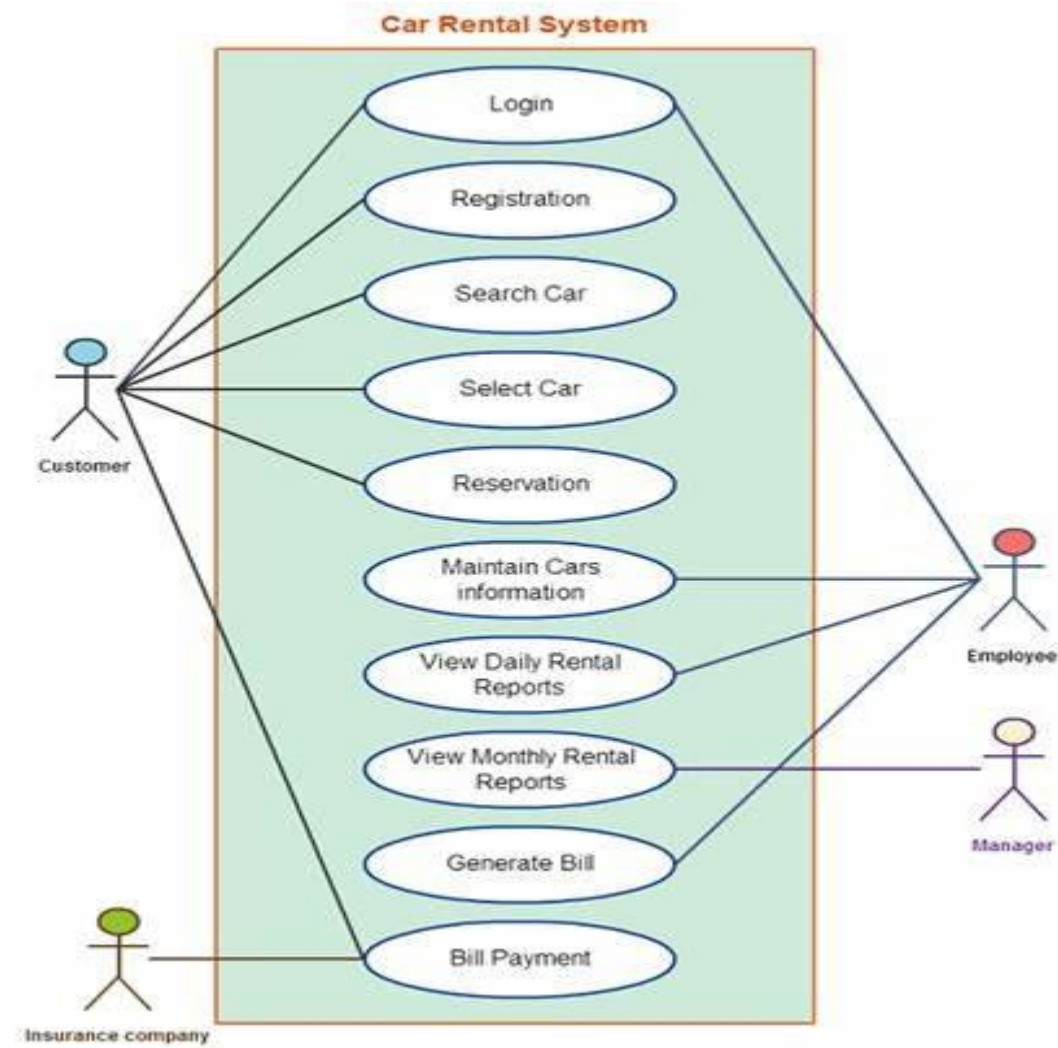 Car Rental System
Login
Registration
Search Car
Select Car
Customer
Reservation
Maintain Cars
information
Employee
View Daily Rental
Reports
View Monthly Rental
Reports
Manager
Generate Bill
Bill Payment
Insurance company